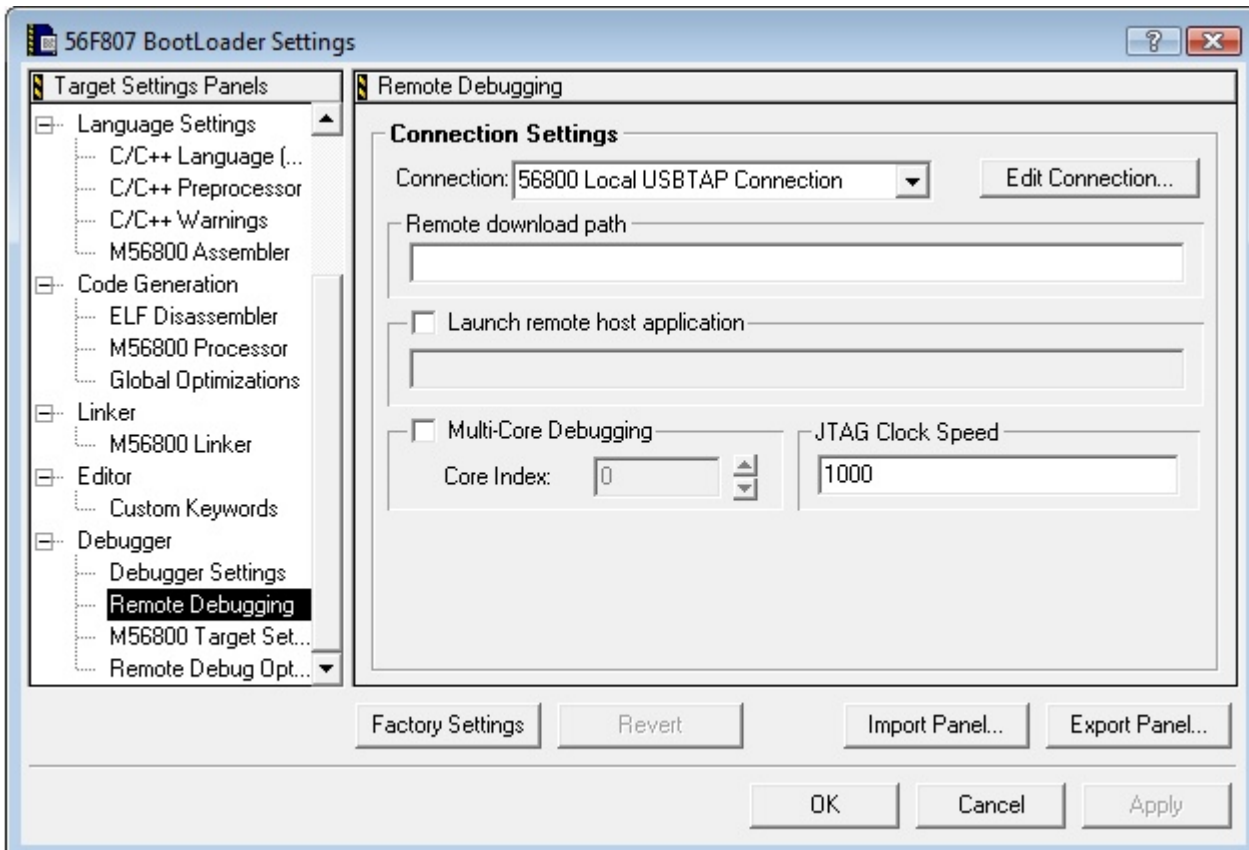 56F807 BootLoader Settings
Target Settings Panels
Language Settings
C/C++ Language (...
C/C++ Preprocessor
C/C++ Warnings
M56800 Assembler
Code Generation
ELF Disassembler
M56800 Processor
Global Optimizations
Linker
M56800 Linker
Editor
Custom Keywords
Debugger
Debugger Settings
Remote Debugging
M56800 Target Set...
Remote Debug Opt...
Remote Debugging
Connection Settings
Connection: 56800 Local USBTAP Connection Edit Connection...
Remote download path
Launch remote host application
Multi-Core Debugging
Core Index: 0
JTAG Clock Speed
1000
Factory Settings Revert Import Panel... Export Panel...
OK Cancel Apply